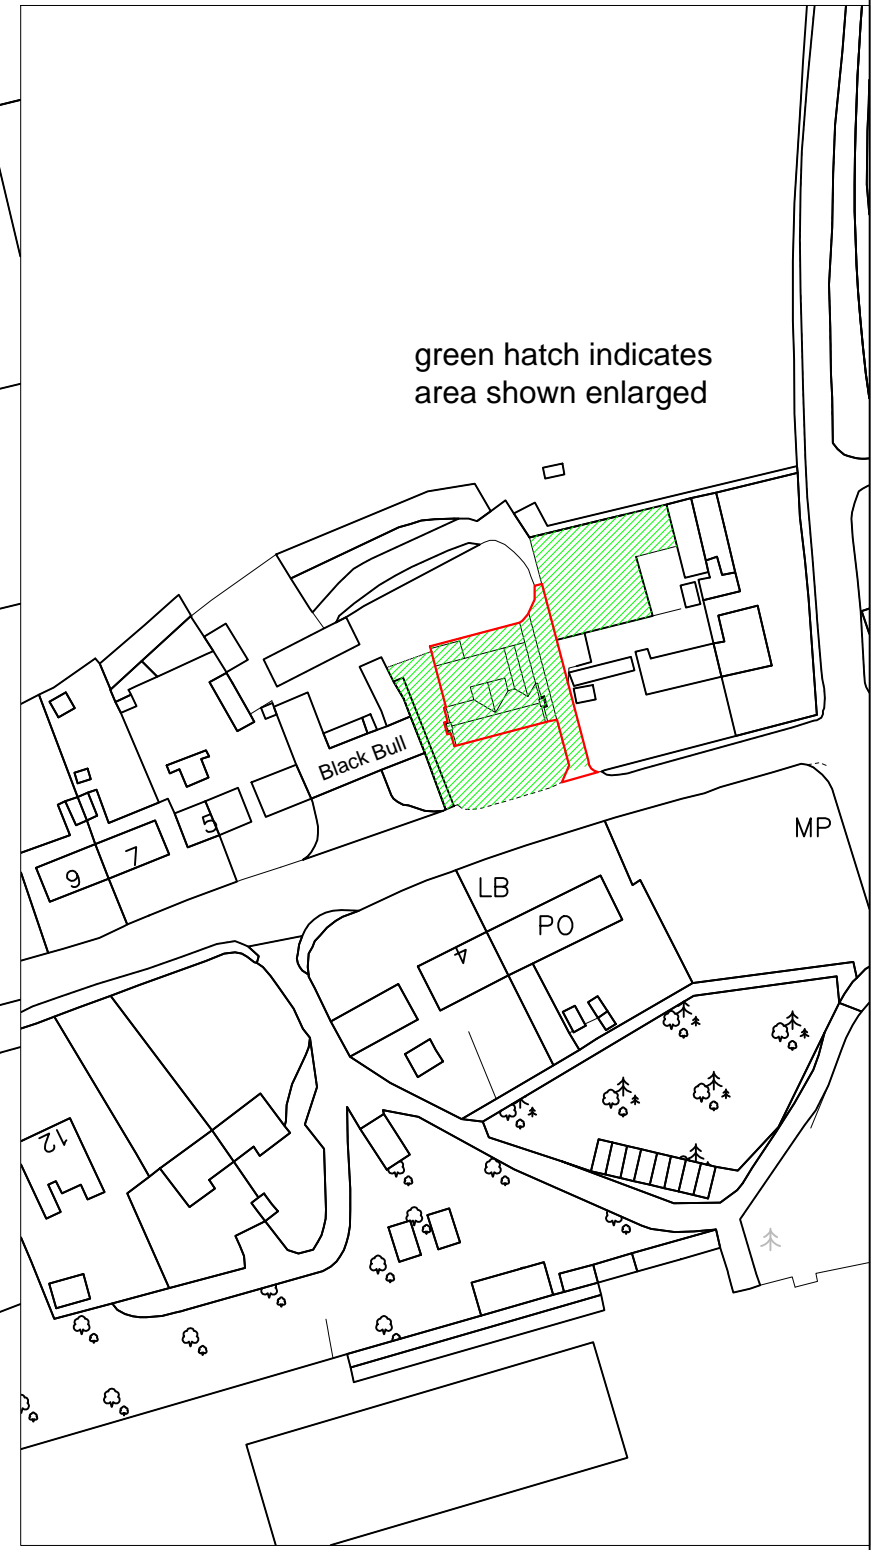 green hatch indicates
area shown enlarged
Black Bull
5
7
9
MP
LB
PO
4
12